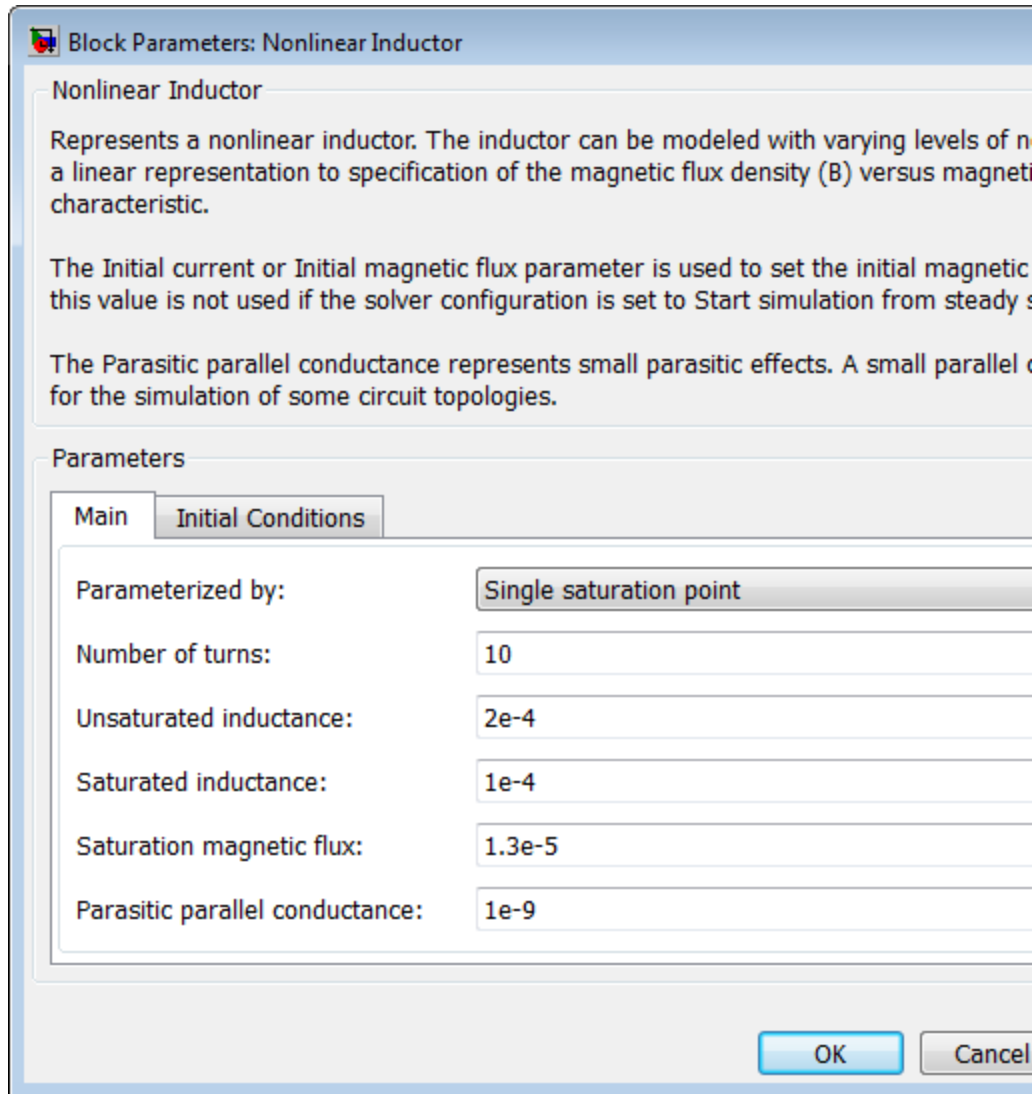 Block Parameters: Nonlinear Inductor
Nonlinear Inductor
Represents a nonlinear inductor. The inductor can be modeled with varying levels of
a linear representation to specification of the magnetic flux density (B) versus
characteristic.
The Initial current or Initial magnetic flux parameter is used to set the initial magnetic
this value is not used if the solver configuration is set to Start simulation from steady
The Parasitic parallel conductance represents small parasitic effects. A small parallel
for the simulation of some circuit topologies.
Parameters
Main Initial Conditions
Parameterized by: Single saturation point
Number of turns: 10
Unsaturated inductance: 2e-4
Saturated inductance: 1e-4
Saturation magnetic flux: 1.3e-5
Parasitic parallel conductance: 1e-9
OK Cancel